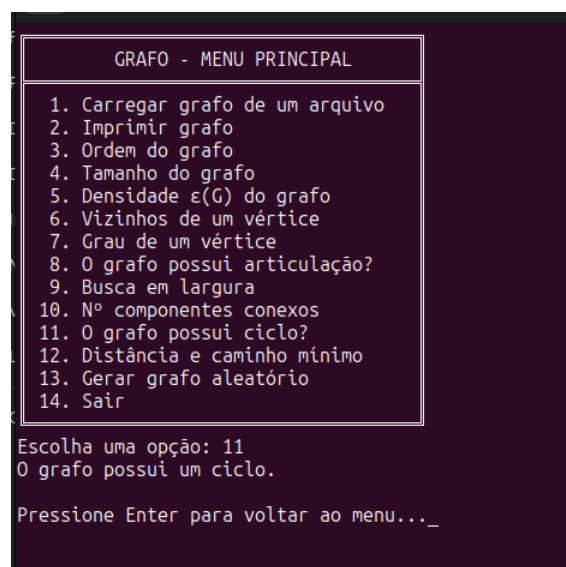 GRAFO - MENU PRINCIPAL
1. Carregar grafo de um arquivo
2. Imprimir grafo
3. Ordem do grafo
4. Tamanho do grafo
5. Densidade ε(G) do grafo
6. Vizinhos de um vértice
7. Grau de um vértice
8. O grafo possui articulação?
9. Busca em largura
10. Nº componentes conexos
11. O grafo possui ciclo?
12. Distância e caminho mínimo
13. Gerar grafo aleatório
14. Sair
Escolha uma opção: 11
O grafo possui um ciclo.
Pressione Enter para voltar ao menu..._